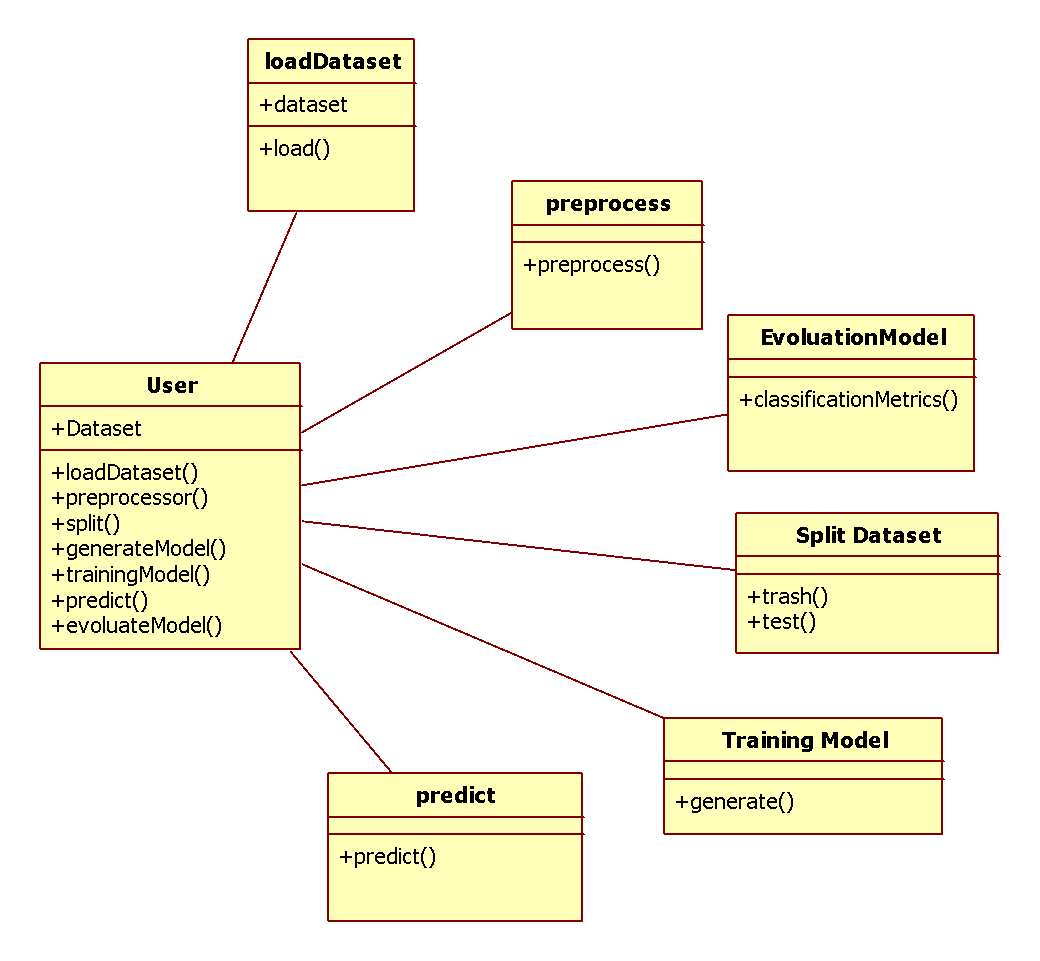 loadDataset
+dataset
+load()
preprocess
+preprocess()
EvoluationModel
+classificationMetrics()
User
+Dataset
+loadDataset()
+preprocessor()
+split()
+generateModel()
+trainingModel()
+predict()
+evoluateModel()
Split Dataset
+trash()
+test()
Training Model
+generate()
predict
+predict()